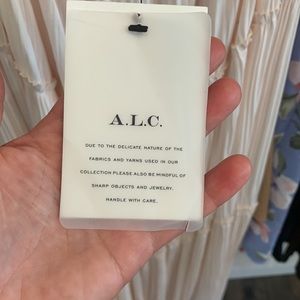 A.L.C.
DUE TO THE DELICATE NATURE OF THE
FABRICS AND YARNS USED IN OUR
COLLECTION PLEASE ALSO BE MINDFUL OF
SHARP OBJECTS AND JEWELRY.
HANDLE WITH CARE.